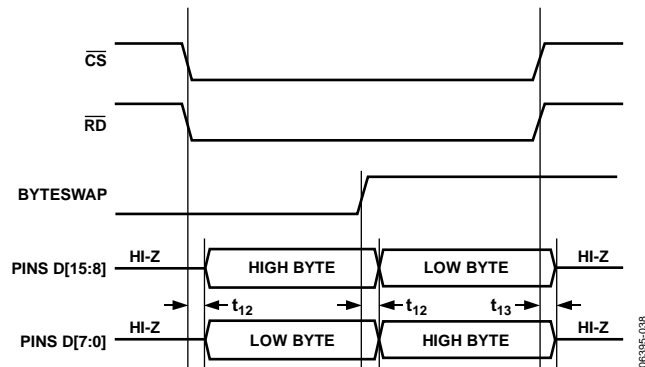 CS
RD
BYTESWAP
PINS D[15:8] HI-Z HIGH BYTE LOW BYTE HI-Z
t12 t12 t13
PINS D[7:0] HI-Z LOW BYTE HIGH BYTE HI-Z
06395-038